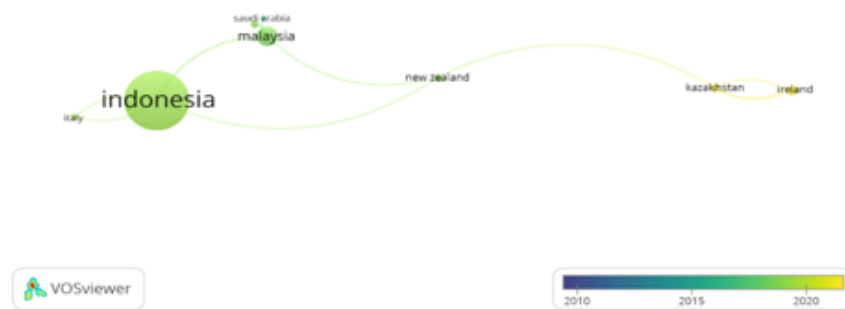 saudi arabia
malaysia
new zealand
kazakhstan
ireland
indonesia
italy
VOSviewer
2010 2015 2020